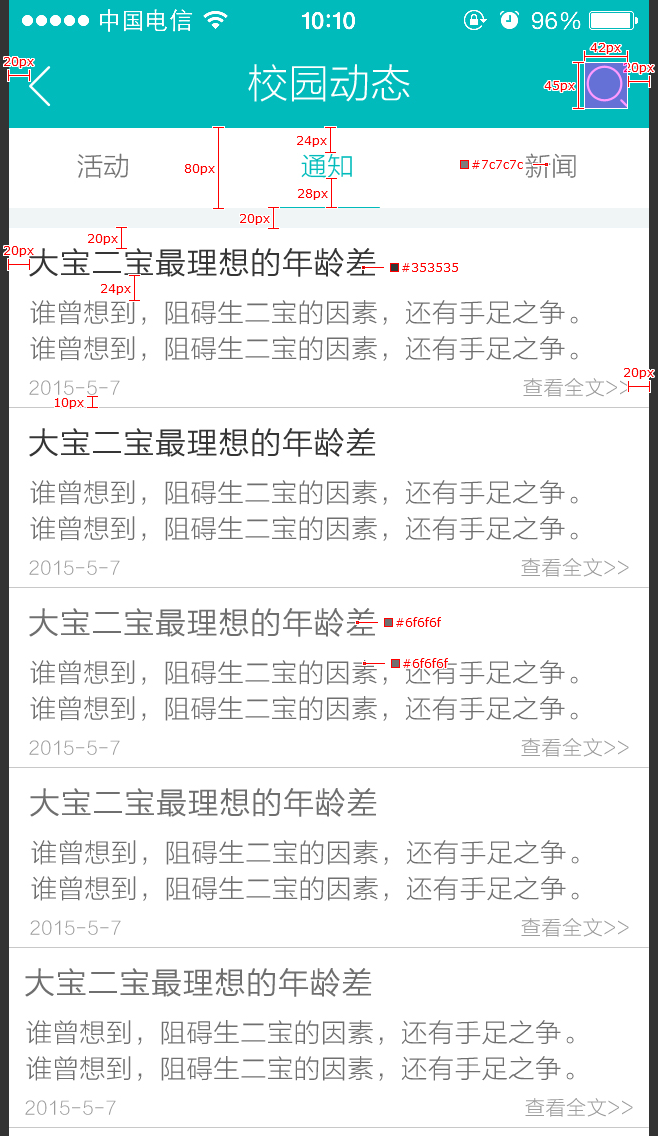 中国电信 10:10 96%
20px 校园动态 42px 20px
45px
活动 80px 24px 通知 28px #7c7c7c 新闻
20px
20px
20px 大宝二宝最理想的年龄差 #353535
24px
谁曾想到，阻碍生二宝的因素，还有手足之争。
谁曾想到，阻碍生二宝的因素，还有手足之争。
20px
2015-5-7 查看全文>>
10px
大宝二宝最理想的年龄差
谁曾想到，阻碍生二宝的因素，还有手足之争。
谁曾想到，阻碍生二宝的因素，还有手足之争。
2015-5-7 查看全文>>
大宝二宝最理想的年龄差 #6f6f6f
#6f6f6f
谁曾想到，阻碍生二宝的因素，还有手足之争。
谁曾想到，阻碍生二宝的因素，还有手足之争。
2015-5-7 查看全文>>
大宝二宝最理想的年龄差
谁曾想到，阻碍生二宝的因素，还有手足之争。
谁曾想到，阻碍生二宝的因素，还有手足之争。
2015-5-7 查看全文>>
大宝二宝最理想的年龄差
谁曾想到，阻碍生二宝的因素，还有手足之争。
谁曾想到，阻碍生二宝的因素，还有手足之争。
2015-5-7 查看全文>>